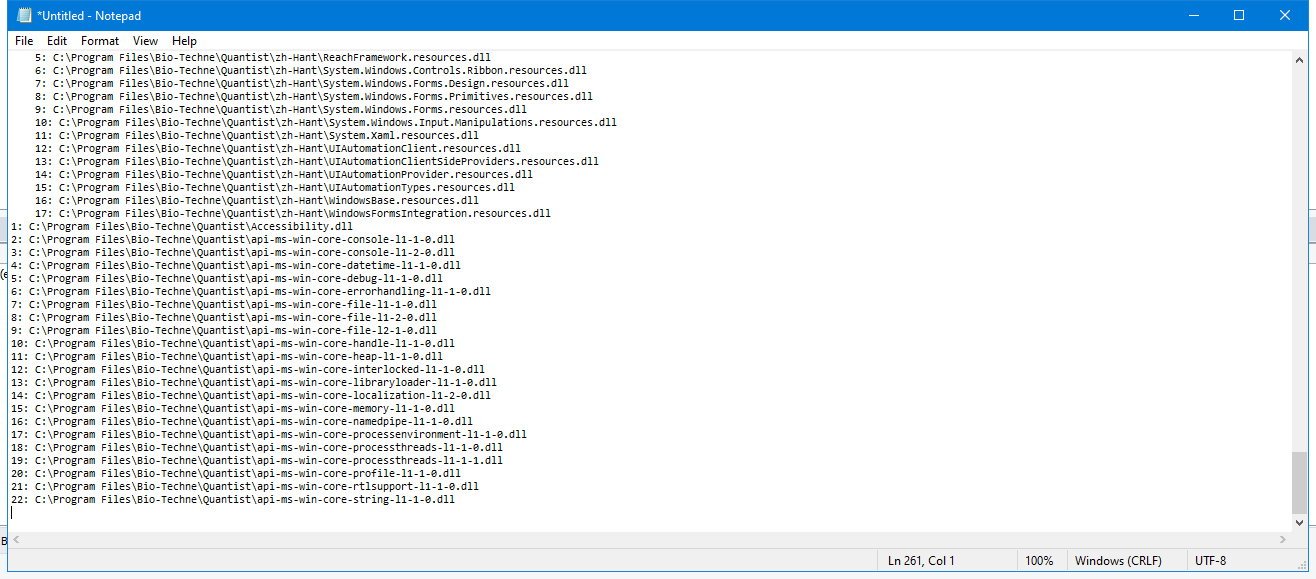 *Untitled - Notepad
File Edit Format View Help
5: C:\Program Files\Bio-Techne\Quantist\zh-Hant\ReachFramework.resources.dll
6: C:\Program Files\Bio-Techne\Quantist\zh-Hant\System.Windows.Controls.Ribbon.resources.dll
7: C:\Program Files\Bio-Techne\Quantist\zh-Hant\System.Windows.Forms.Design.resources.dll
8: C:\Program Files\Bio-Techne\Quantist\zh-Hant\System.Windows.Forms.Primitives.resources.dll
9: C:\Program Files\Bio-Techne\Quantist\zh-Hant\System.Windows.Forms.resources.dll
10: C:\Program Files\Bio-Techne\Quantist\zh-Hant\System.Windows.Input.Manipulations.resources.dll
11: C:\Program Files\Bio-Techne\Quantist\zh-Hant\System.Xaml.resources.dll
12: C:\Program Files\Bio-Techne\Quantist\zh-Hant\UIAutomationClient.resources.dll
13: C:\Program Files\Bio-Techne\Quantist\zh-Hant\UIAutomationClientSideProviders.resources.dll
14: C:\Program Files\Bio-Techne\Quantist\zh-Hant\UIAutomationProvider.resources.dll
15: C:\Program Files\Bio-Techne\Quantist\zh-Hant\UIAutomationTypes.resources.dll
16: C:\Program Files\Bio-Techne\Quantist\zh-Hant\WindowsBase.resources.dll
17: C:\Program Files\Bio-Techne\Quantist\zh-Hant\WindowsFormsIntegration.resources.dll
1: C:\Program Files\Bio-Techne\Quantist\Accessibility.dll
2: C:\Program Files\Bio-Techne\Quantist\api-ms-win-core-console-l1-1-0.dll
3: C:\Program Files\Bio-Techne\Quantist\api-ms-win-core-console-l1-2-0.dll
4: C:\Program Files\Bio-Techne\Quantist\api-ms-win-core-datetime-l1-1-0.dll
5: C:\Program Files\Bio-Techne\Quantist\api-ms-win-core-debug-l1-1-0.dll
6: C:\Program Files\Bio-Techne\Quantist\api-ms-win-core-errorhandling-l1-1-0.dll
7: C:\Program Files\Bio-Techne\Quantist\api-ms-win-core-file-l1-1-0.dll
8: C:\Program Files\Bio-Techne\Quantist\api-ms-win-core-file-l1-2-0.dll
9: C:\Program Files\Bio-Techne\Quantist\api-ms-win-core-file-l2-1-0.dll
10: C:\Program Files\Bio-Techne\Quantist\api-ms-win-core-handle-l1-1-0.dll
11: C:\Program Files\Bio-Techne\Quantist\api-ms-win-core-heap-l1-1-0.dll
12: C:\Program Files\Bio-Techne\Quantist\api-ms-win-core-interlocked-l1-1-0.dll
13: C:\Program Files\Bio-Techne\Quantist\api-ms-win-core-libraryloader-l1-1-0.dll
14: C:\Program Files\Bio-Techne\Quantist\api-ms-win-core-localization-l1-2-0.dll
15: C:\Program Files\Bio-Techne\Quantist\api-ms-win-core-memory-l1-1-0.dll
16: C:\Program Files\Bio-Techne\Quantist\api-ms-win-core-namedpipe-l1-1-0.dll
17: C:\Program Files\Bio-Techne\Quantist\api-ms-win-core-processenvironment-l1-1-0.dll
18: C:\Program Files\Bio-Techne\Quantist\api-ms-win-core-processthreads-l1-1-0.dll
19: C:\Program Files\Bio-Techne\Quantist\api-ms-win-core-processthreads-l1-1-1.dll
20: C:\Program Files\Bio-Techne\Quantist\api-ms-win-core-profile-l1-1-0.dll
21: C:\Program Files\Bio-Techne\Quantist\api-ms-win-core-rtlsupport-l1-1-0.dll
22: C:\Program Files\Bio-Techne\Quantist\api-ms-win-core-string-l1-1-0.dll
Ln 261, Col 1 100% Windows (CRLF) UTF-8